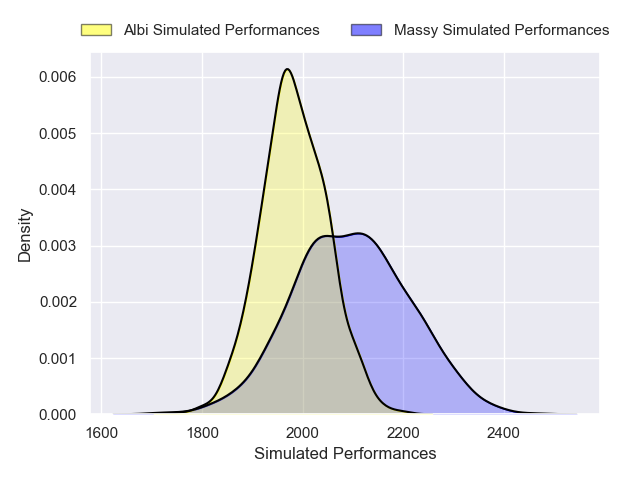 Albi Simulated Performances Massy Simulated Performances
0.006
0.005
0.004
0.003
0.002
0.001
0.000
Density
1600 1800 2000 2200 2400
Simulated Performances